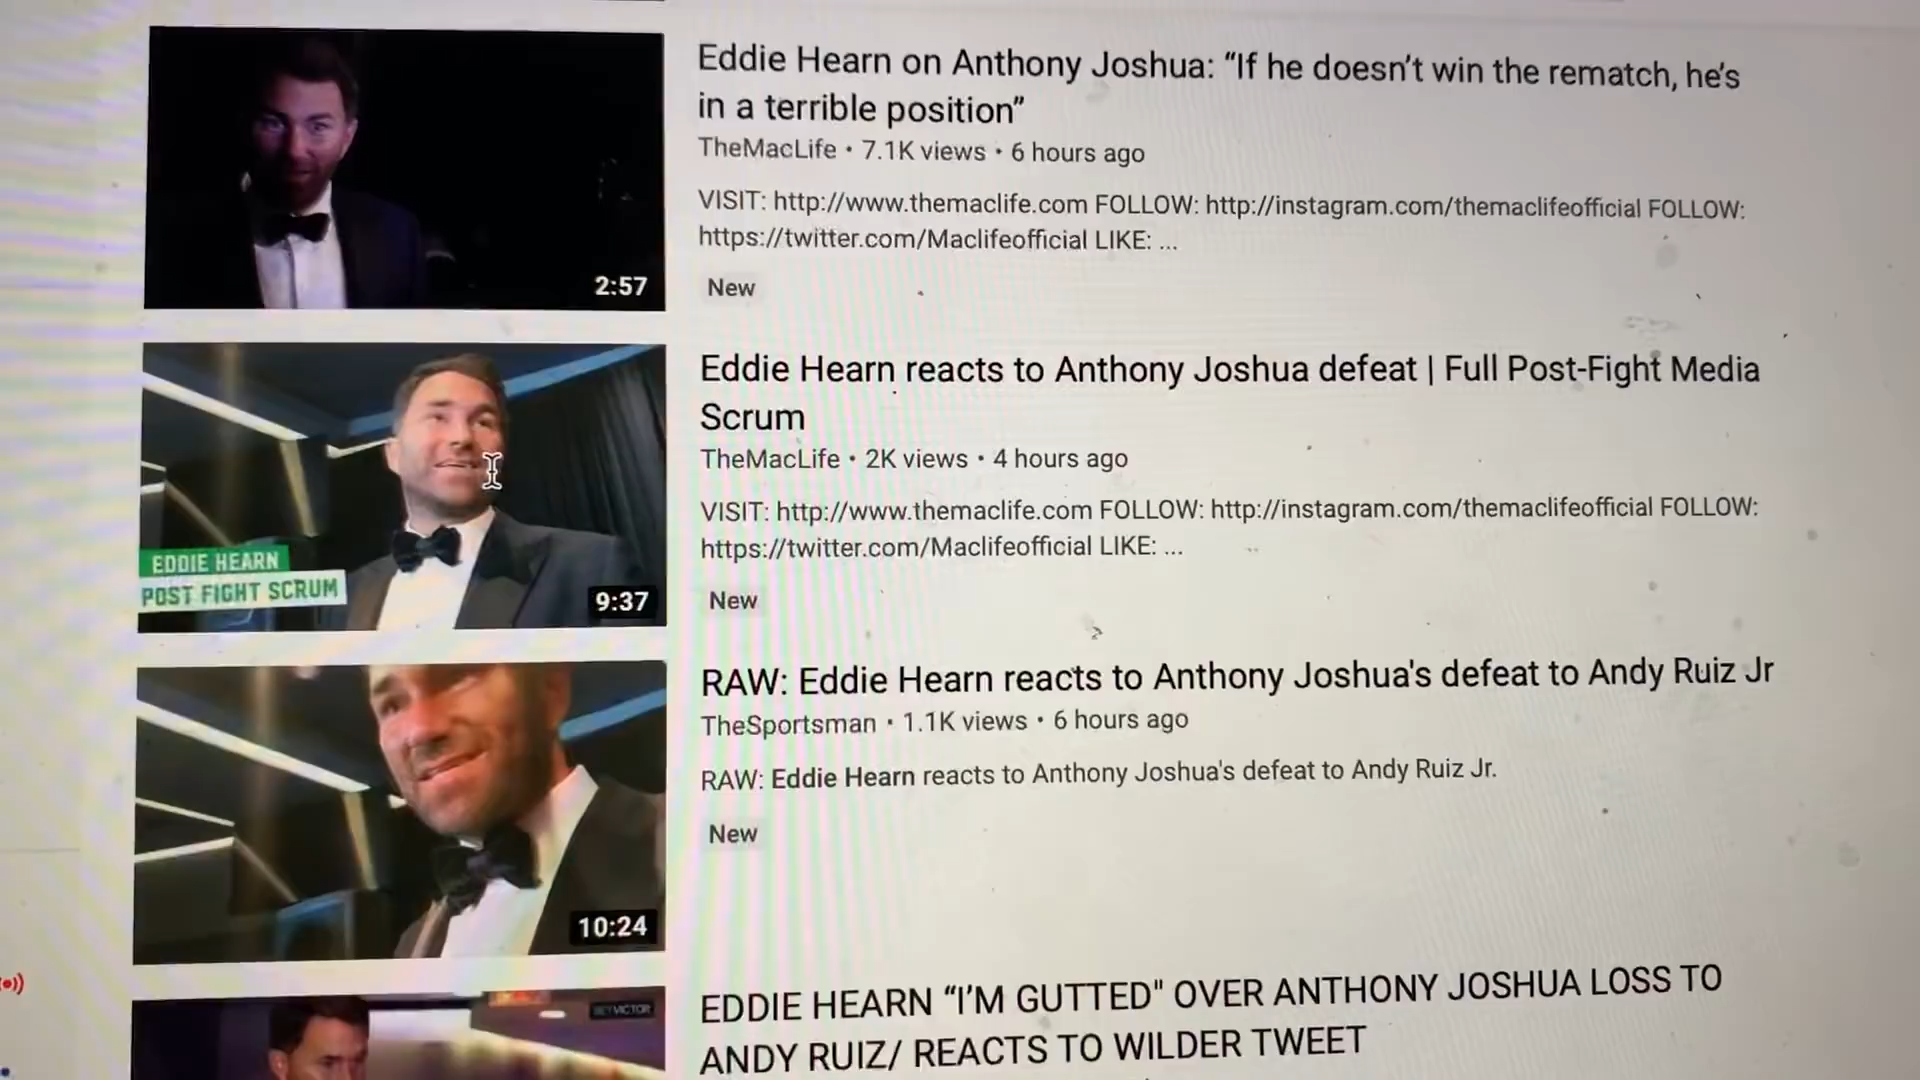 Eddie Hearn on Anthony Joshua: “If he doesn’t win the rematch, he’s
in a terrible position”
TheMacLife • 7.1K views • 6 hours ago
VISIT: http://www.themaclife.com FOLLOW: http://instagram.com/themaclifeofficial FOLLOW:
https://twitter.com/Maclifeofficial LIKE: ...
2:57
New
Eddie Hearn reacts to Anthony Joshua defeat | Full Post-Fight Media
Scrum
TheMacLife • 2K views • 4 hours ago
VISIT: http://www.themaclife.com FOLLOW: http://instagram.com/themaclifeofficial FOLLOW:
https://twitter.com/Maclifeofficial LIKE: ...
EDDIE HEARN
POST FIGHT SCRUM
9:37
New
RAW: Eddie Hearn reacts to Anthony Joshua's defeat to Andy Ruiz Jr
TheSportsman • 1.1K views • 6 hours ago
RAW: Eddie Hearn reacts to Anthony Joshua's defeat to Andy Ruiz Jr.
New
10:24
EDDIE HEARN “I’M GUTTED" OVER ANTHONY JOSHUA LOSS TO
ANDY RUIZ/ REACTS TO WILDER TWEET
BETVICTOR